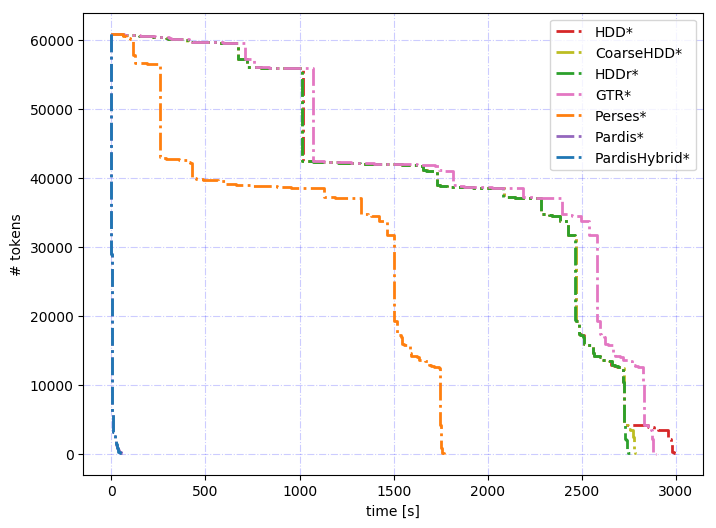 HDD*
CoarseHDD*
HDDr*
GTR*
Perses*
Pardis*
PardisHybrid*
60000
50000
40000
30000
20000
10000
0
# tokens
0 500 1000 1500 2000 2500 3000
time [s]